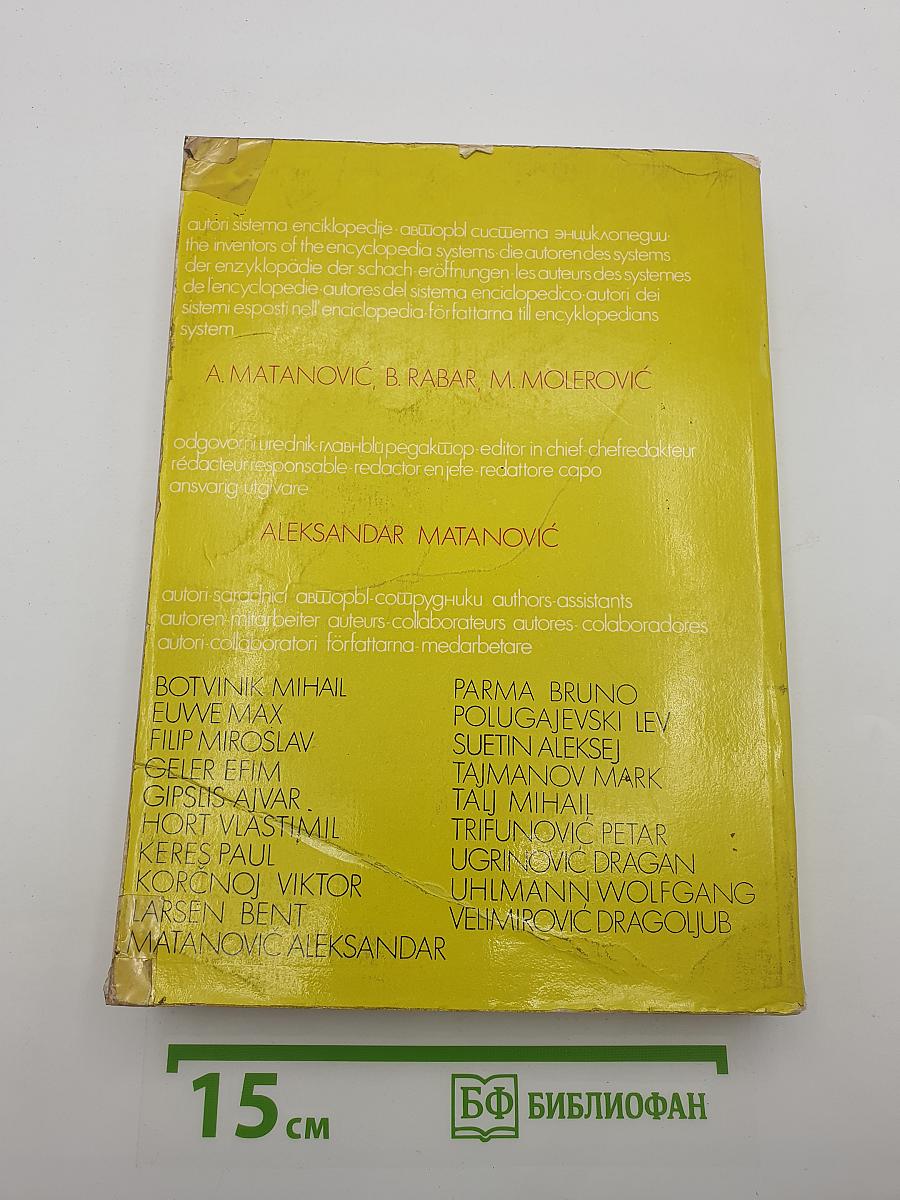 autori sistema enciklopedije·авторы система энциклопедии·
the inventors of the encyclopedia systems·die autoren des systems
der enzyklopädie der schach·eröffnungen·les auteurs des systemes
de l'encyclopedie·autores del sistema enciclopedico·autori dei
sistemi esposti nell'enciclopedia·författarna till encyklopedians
system
A. MATANOVIĆ, B. RABAR, M. MOLEROVIĆ
odgovorni urednik·главный редактор·editor in chief·chefredakteur
rédacteur responsable·redactor en jefe·redattore capo
ansvarig utgivare
ALEKSANDAR MATANOVIĆ
autori-saradnici авторы-сотрудники authors-assistants
autoren-mitarbeiter auteurs-collaborateurs autores-colaboradores
autori-collaboratori författarna-medarbetare
BOTVINIK MIHAIL
EUWE MAX
FILIP MIROSLAV
GELER EFIM
GIPSLIS AJVAR
HORT VLASTIMIL
KERES PAUL
KORČNOJ VIKTOR
LARSEN BENT
MATANOVIĆ ALEKSANDAR
PARMA BRUNO
POLUGAJEVSKI LEV
SUETIN ALEKSEJ
TAJMANOV MARK
TALJ MIHAIL
TRIFUNOVIĆ PETAR
UGRINOVIĆ DRAGAN
UHLMANN WOLFGANG
VELIMIROVIĆ DRAGOLJUB
15 см
БФ БИБЛИОФАН